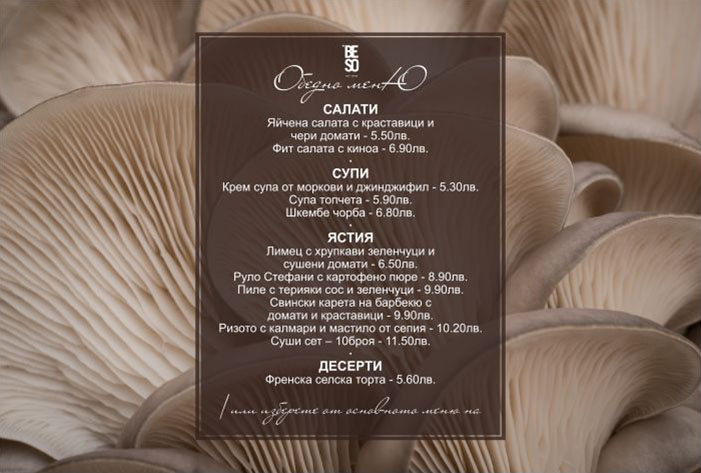 BE
SO
Обедно меню
САЛАТИ
Яйчена салата с краставици и
чери домати - 5.50лв.
Фит салата с киноа - 6.90лв.
СУПИ
Крем супа от моркови и джинджифил - 5.30лв.
Супа топчета - 5.90лв.
Шкембе чорба - 6.80лв.
ЯСТИЯ
Лимец с хрупкави зеленчуци и
сушени домати - 6.50лв.
Руло Стефани с картофено пюре - 8.90лв.
Пиле с терияки сос и зеленчуци - 9.90лв.
Свински карета на барбекю с
домати и краставици - 9.90лв.
Ризото с калмари и мастило от сепия - 10.20лв.
Суши сет – 10броя - 11.50лв.
ДЕСЕРТИ
Френска селска торта - 5.60лв.
или изберете от основното меню на